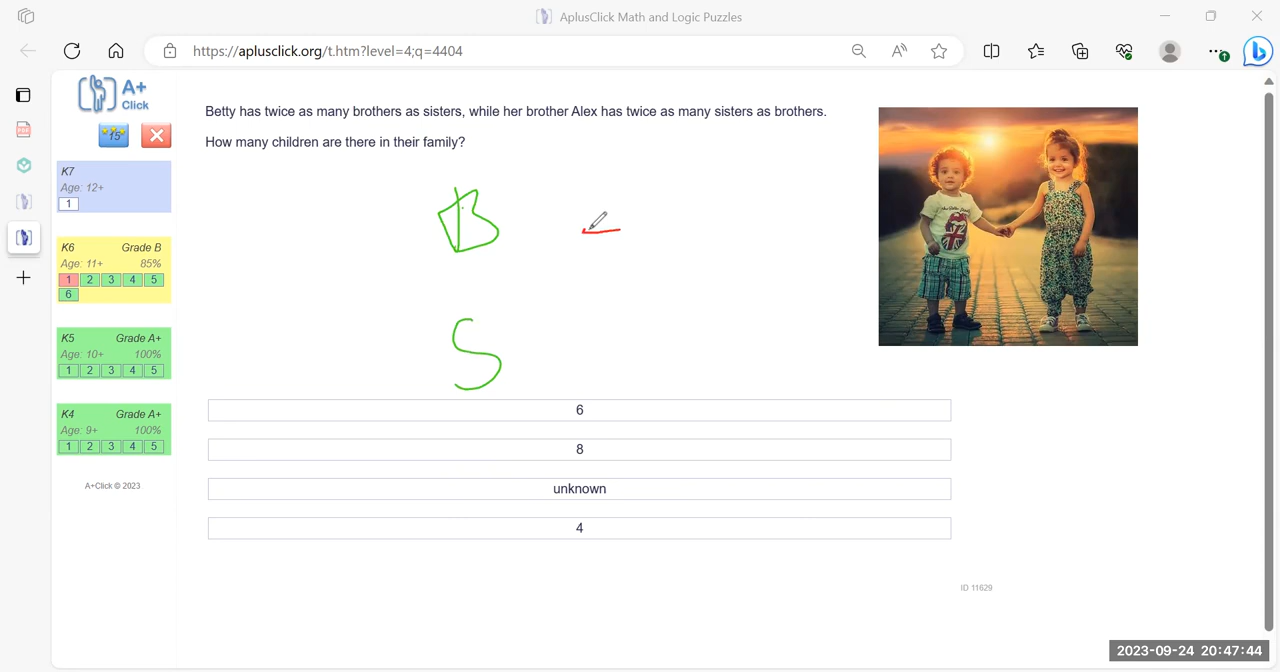 AplusClick Math and Logic Puzzles
https://aplusclick.org/t.htm?level=4;q=4404
A+
Click
15
K7
Age: 12+
1
K6 Grade B
Age: 11+ 85%
1 2 3 4 5
6
K5 Grade A+
Age: 10+ 100%
1 2 3 4 5
K4 Grade A+
Age: 9+ 100%
1 2 3 4 5
A+Click © 2023
Betty has twice as many brothers as sisters, while her brother Alex has twice as many sisters as brothers.
How many children are there in their family?
B
S
6
8
unknown
4
ID 11629
2023-09-24 20:47:44